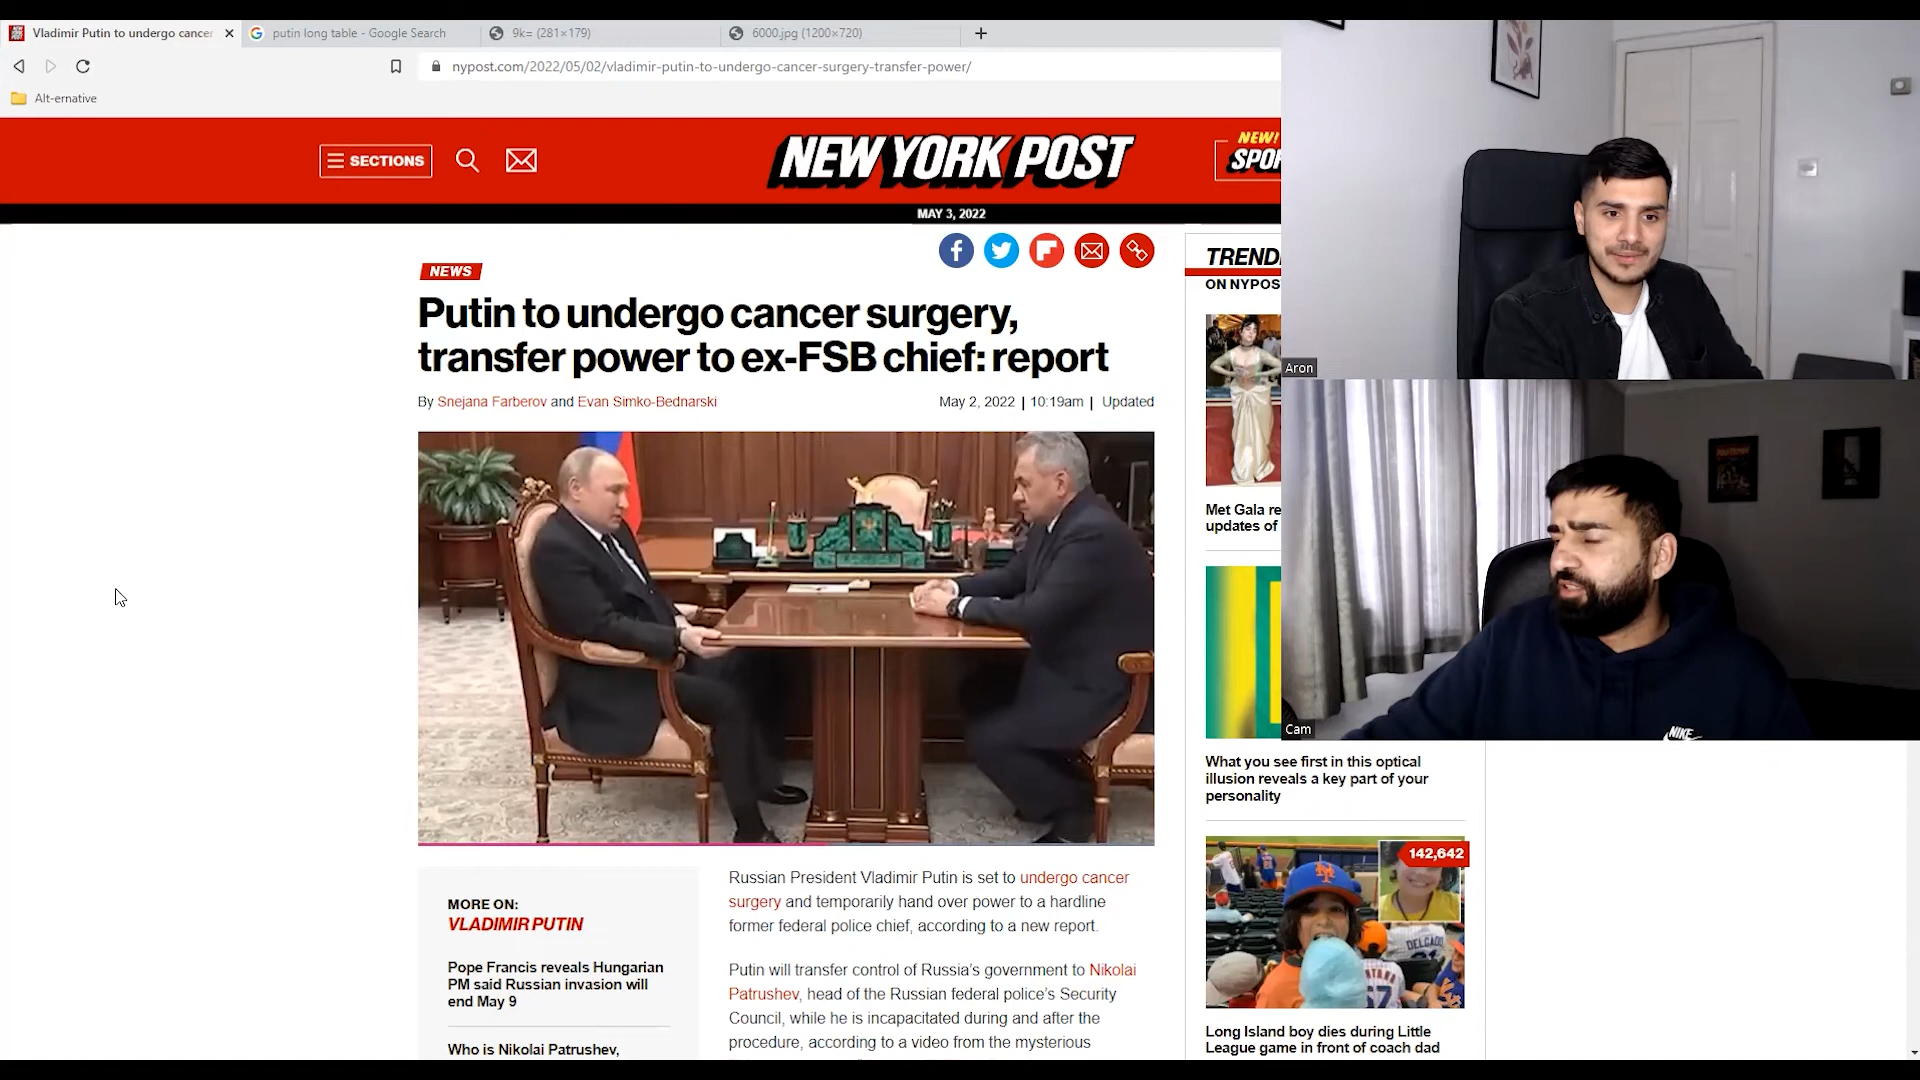 Vladimir Putin to undergo cancer
putin long table - Google Search
9k= (281×179)
6000.jpg (1200×720)
nypost.com/2022/05/02/vladimir-putin-to-undergo-cancer-surgery-transfer-power/
Alt-ernative
SECTIONS
NEW YORK POST
NEW!
SPO
MAY 3, 2022
NEWS
Putin to undergo cancer surgery,
transfer power to ex-FSB chief: report
By Snejana Farberov and Evan Simko-Bednarski
May 2, 2022 | 10:19am | Updated
MORE ON:
VLADIMIR PUTIN
Pope Francis reveals Hungarian
PM said Russian invasion will
end May 9
Who is Nikolai Patrushev,
Russian President Vladimir Putin is set to undergo cancer
surgery and temporarily hand over power to a hardline
former federal police chief, according to a new report.
Putin will transfer control of Russia's government to Nikolai
Patrushev, head of the Russian federal police's Security
Council, while he is incapacitated during and after the
procedure, according to a video from the mysterious
TREND
ON NYPOS
Met Gala re
updates of
What you see first in this optical
illusion reveals a key part of your
personality
142,642
DELGADO
Long Island boy dies during Little
League game in front of coach dad
Aron
Cam
NIKE